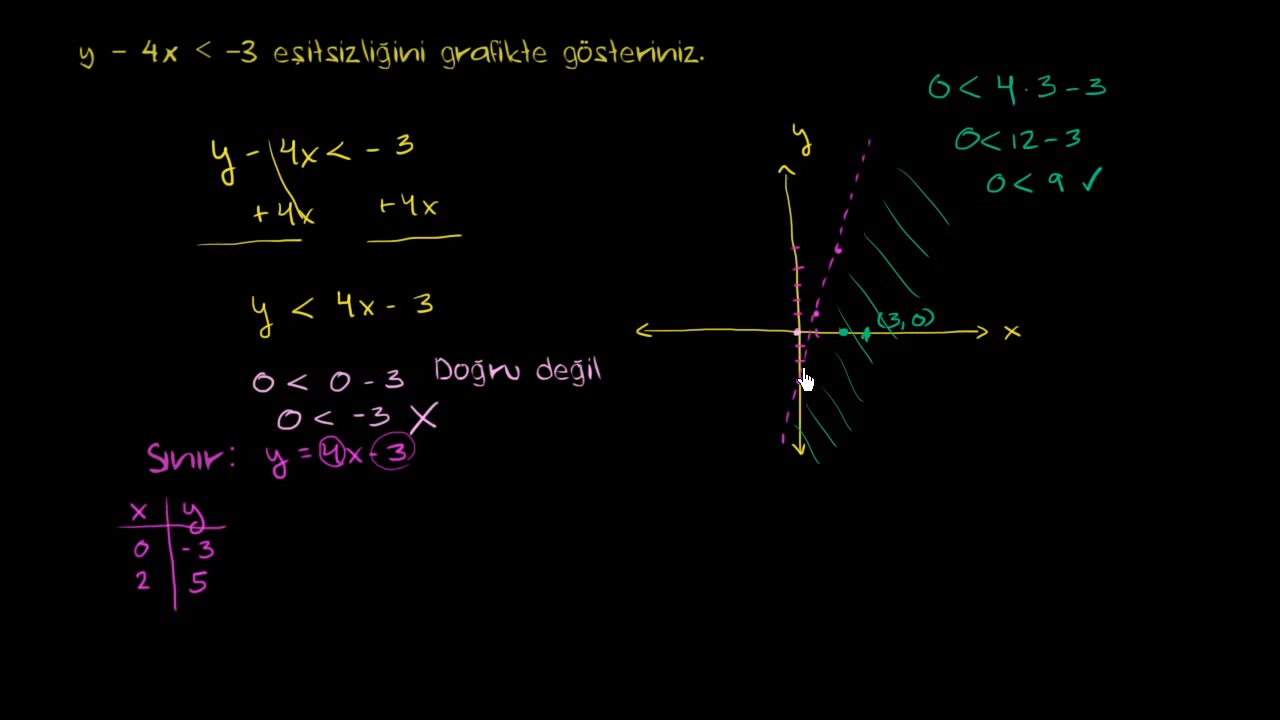 y - 4x < -3 eşitsizliğini grafikte gösteriniz.
y - 4x < - 3
+4x +4x
y < 4x - 3
0 < 0 - 3 Doğru değil
0 < -3 X
Sınır: y = 4x - 3
x y
0 -3
2 5
0 < 4 · 3 - 3
0 < 12 - 3
0 < 9 ✓
y
(3, 0)
x